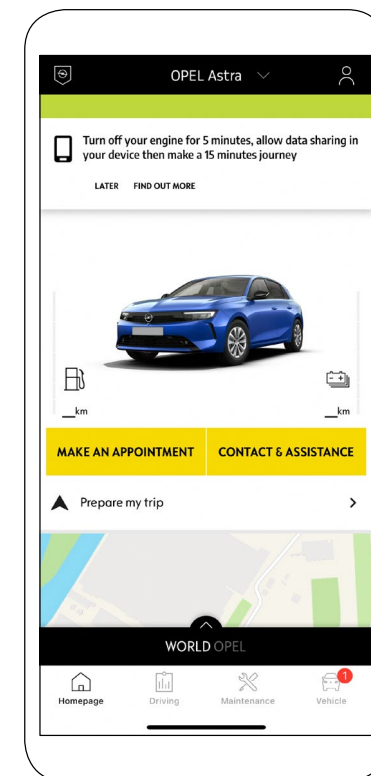 OPEL Astra
Turn off your engine for 5 minutes, allow data sharing in
your device then make a 15 minutes journey
LATER FIND OUT MORE
__km __km
MAKE AN APPOINTMENT CONTACT & ASSISTANCE
Prepare my trip
WORLD OPEL
1
Homepage Driving Maintenance Vehicle